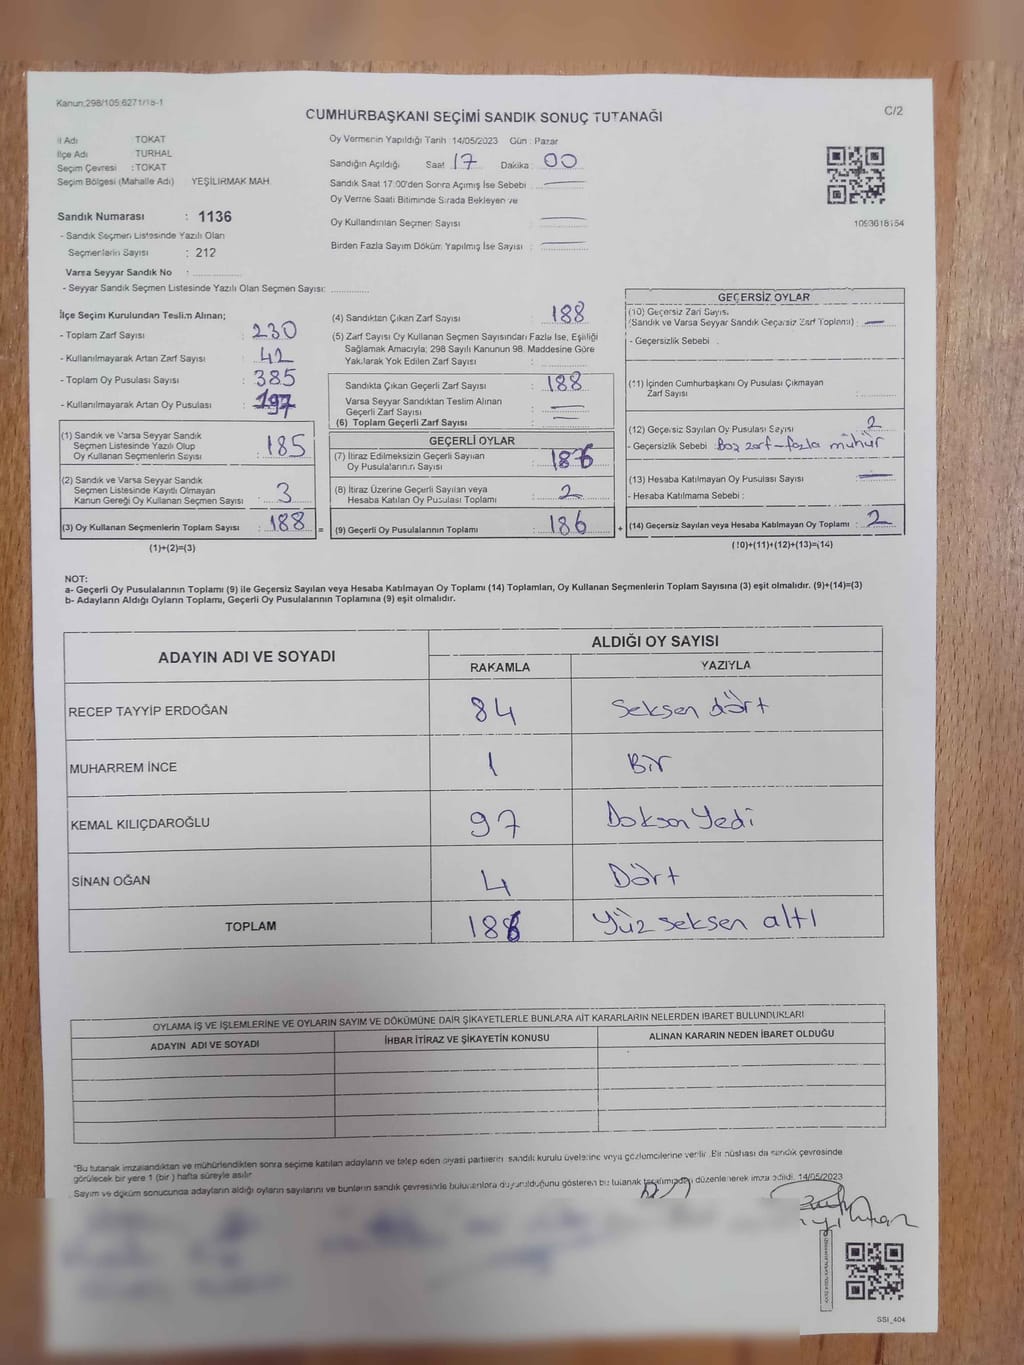 Kanun;298/105;6271/18-1
CUMHURBAŞKANI SEÇİMİ SANDIK SONUÇ TUTANAĞI
C/2
İl Adı : TOKAT
İlçe Adı : TURHAL
Seçim Çevresi : TOKAT
Seçim Bölgesi (Mahalle Adı) YEŞİLIRMAK MAH.
Sandık Numarası : 1136
- Sandık Seçmen Listesinde Yazılı Olan
Seçmenlerin Sayısı : 212
Varsa Seyyar Sandık No :
- Seyyar Sandık Seçmen Listesinde Yazılı Olan Seçmen Sayısı:
Oy Vermenin Yapıldığı Tarih 14/05/2023 Gün : Pazar
Sandığın Açıldığı Saat 17 Dakika : 00
Sandık Saat 17:00'den Sonra Açımış İse Sebebi : —
Oy Verme Saati Bitiminde Sırada Bekleyen ve
Oy Kullandırılan Seçmen Sayısı —
Birden Fazla Sayım Döküm Yapılmış İse Sayısı : —
1093618154
İlçe Seçim Kurulundan Teslim Alınan;
- Toplam Zarf Sayısı : 230
- Kullanılmayarak Artan Zarf Sayısı : 42
- Toplam Oy Pusulası Sayısı : 385
- Kullanılmayarak Artan Oy Pusulası : 197
(1) Sandık ve Varsa Seyyar Sandık
Seçmen Listesinde Yazılı Olup
Oy Kullanan Seçmenlerin Sayısı : 185
(2) Sandık ve Varsa Seyyar Sandık
Seçmen Listesinde Kayıtlı Olmayan
Kanun Gereği Oy Kullanan Seçmen Sayısı : 3
(3) Oy Kullanan Seçmenlerin Toplam Sayısı : 188 =
(1)+(2)=(3)
(4) Sandıktan Çıkan Zarf Sayısı : 188
(5) Zarf Sayısı Oy Kullanan Seçmen Sayısından Fazla İse, Eşitliği
Sağlamak Amacıyla; 298 Sayılı Kanunun 98. Maddesine Göre
Yakılarak Yok Edilen Zarf Sayısı :
Sandıkta Çıkan Geçerli Zarf Sayısı : 188
Varsa Seyyar Sandıktan Teslim Alınan
Geçerli Zarf Sayısı : —
(6) Toplam Geçerli Zarf Sayısı : —
GEÇERLİ OYLAR
(7) İtiraz Edilmeksizin Geçerli Sayılan
Oy Pusulalarının Sayısı : 186
(8) İtiraz Üzerine Geçerli Sayılan veya
Hesaba Katılan Oy Pusulası Toplamı : 2
(9) Geçerli Oy Pusulalarının Toplamı : 186 +
GEÇERSİZ OYLAR
(10) Geçersiz Zarf Sayısı
(Sandık ve Varsa Seyyar Sandık Geçersiz Zarf Toplamı) : —
- Geçersizlik Sebebi :
(11) İçinden Cumhurbaşkanı Oy Pusulası Çıkmayan
Zarf Sayısı :
(12) Geçersiz Sayılan Oy Pusulası Sayısı : 2
- Geçersizlik Sebebi : Boş zarf-fazla mühür
(13) Hesaba Katılmayan Oy Pusulası Sayısı : —
- Hesaba Katılmama Sebebi :
(14) Geçersiz Sayılan veya Hesaba Katılmayan Oy Toplamı : 2
(10)+(11)+(12)+(13)=(14)
NOT:
a- Geçerli Oy Pusulalarının Toplamı (9) ile Geçersiz Sayılan veya Hesaba Katılmayan Oy Toplamı (14) Toplamları, Oy Kullanan Seçmenlerin Toplam Sayısına (3) eşit olmalıdır. (9)+(14)=(3)
b- Adayların Aldığı Oyların Toplamı, Geçerli Oy Pusulalarının Toplamına (9) eşit olmalıdır.
ADAYIN ADI VE SOYADI ALDIĞI OY SAYISI
RAKAMLA YAZIYLA
RECEP TAYYİP ERDOĞAN 84 Seksen dört
MUHARREM İNCE 1 Bir
KEMAL KILIÇDAROĞLU 97 Doksan Yedi
SİNAN OĞAN 4 Dört
TOPLAM 186 Yüz seksen altı
OYLAMA İŞ VE İŞLEMLERİNE VE OYLARIN SAYIM VE DÖKÜMÜNE DAİR ŞİKAYETLERLE BUNLARA AİT KARARLARIN NELERDEN İBARET BULUNDUKLARI
ADAYIN ADI VE SOYADI İHBAR İTİRAZ VE ŞİKAYETİN KONUSU ALINAN KARARIN NEDEN İBARET OLDUĞU
*Bu tutanak imzalandıktan ve mühürlendikten sonra seçime katılan adayların ve talep eden siyasi partilerin sandık kurulu üyelerine veya gözlemcilerine verilir. Bir nüshası da sandık çevresinde
görülecek bir yere 1 (bir) hafta süreyle asılır.
Sayım ve döküm sonucunda adayların aldığı oyların sayılarını ve bunların sandık çevresinde bulunanlara duyurulduğunu gösteren bu tutanak tarafımızdan düzenlenerek imza edildi. 14/05/2023
SSI_404